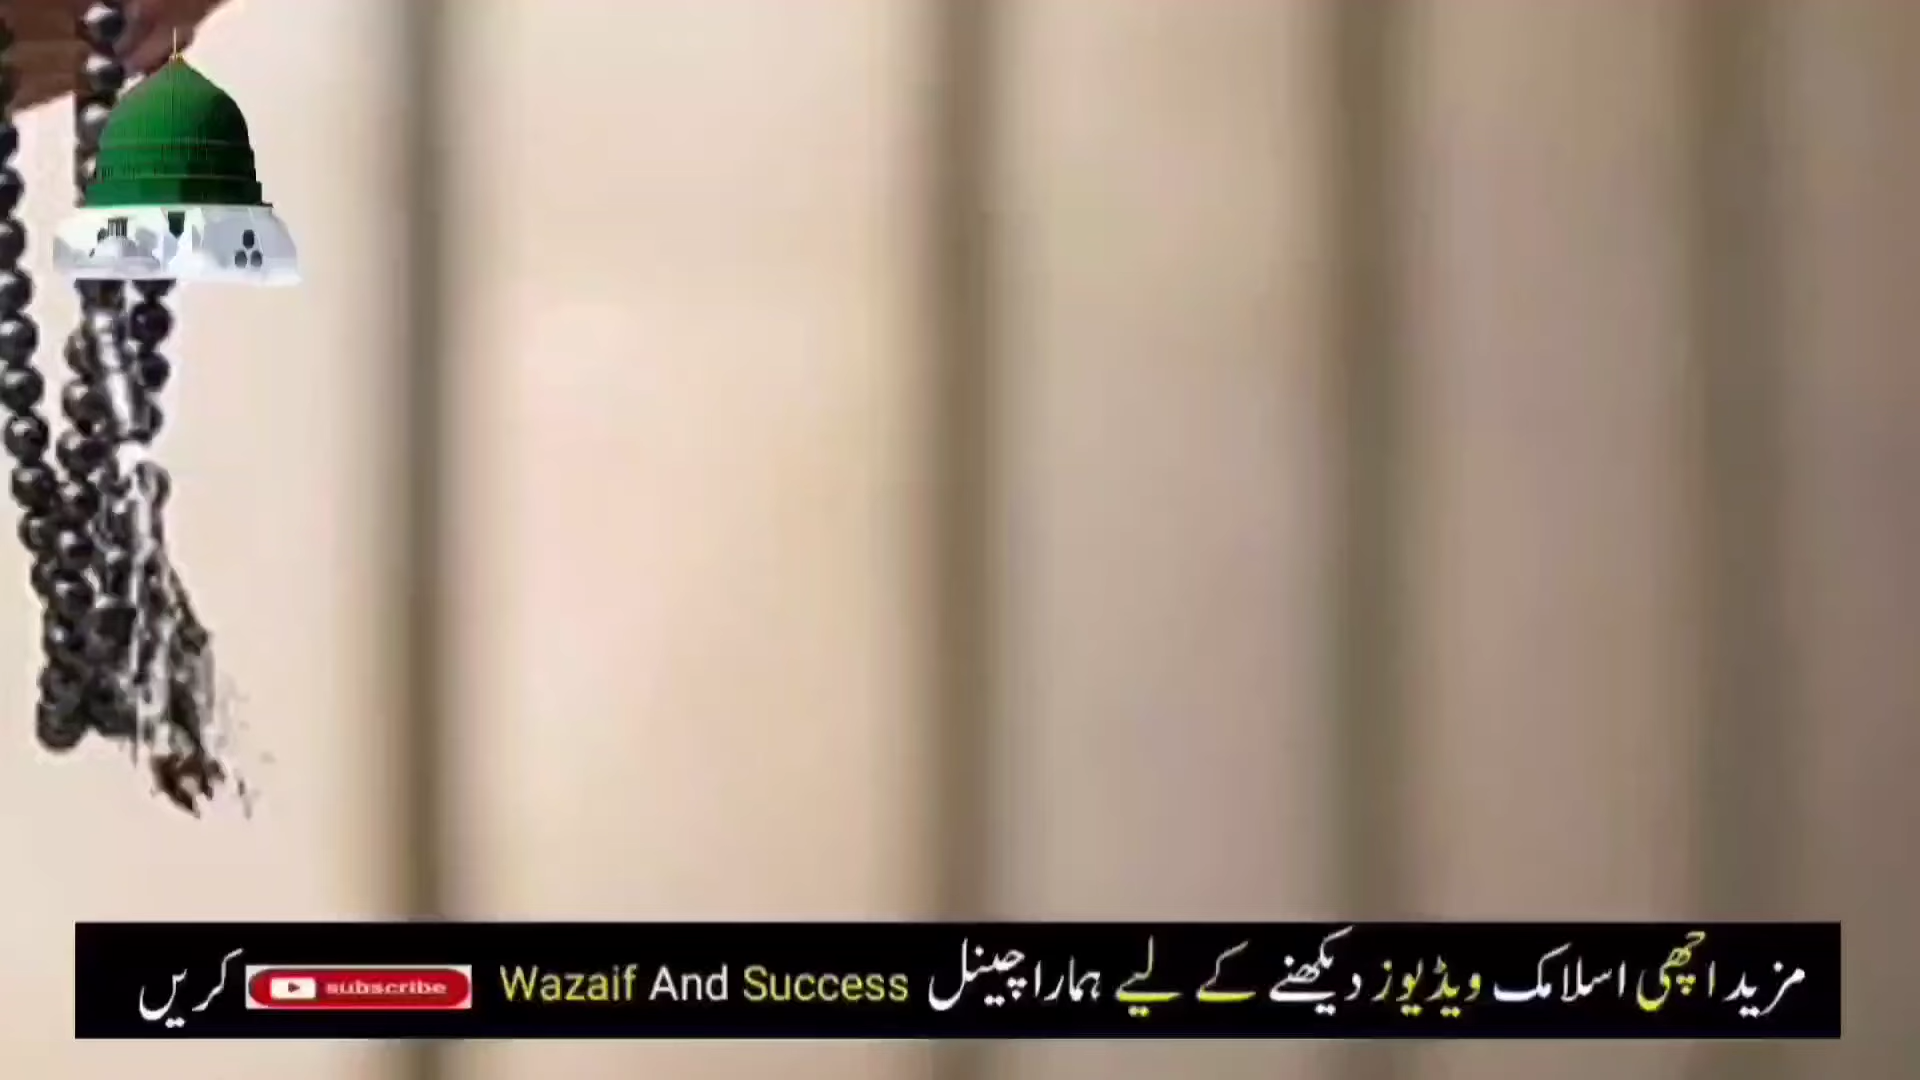 مزید اچھی اسلامک ویڈیوز دیکھنے کے لیے ہمارا چینل Wazaif And Success subscribe کریں